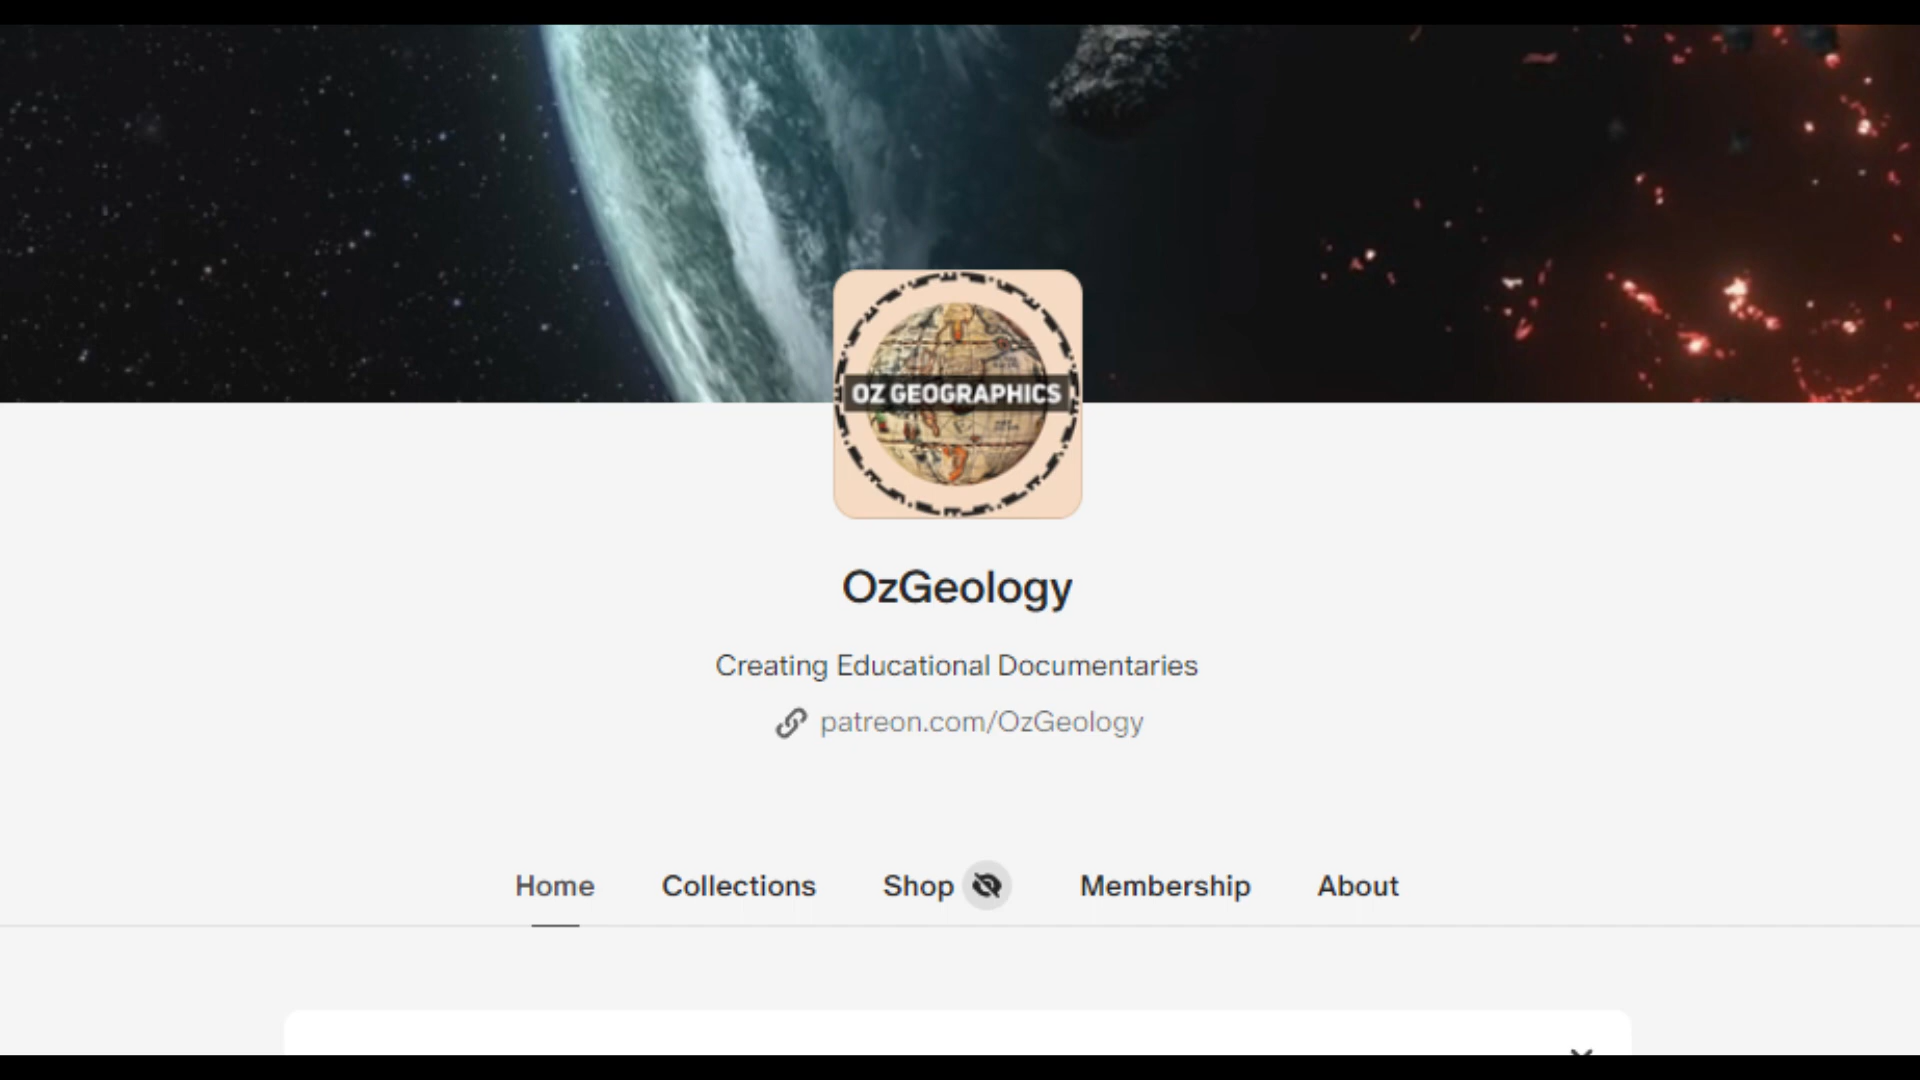 OZ GEOGRAPHICS
OzGeology
Creating Educational Documentaries
patreon.com/OzGeology
Home Collections Shop Membership About